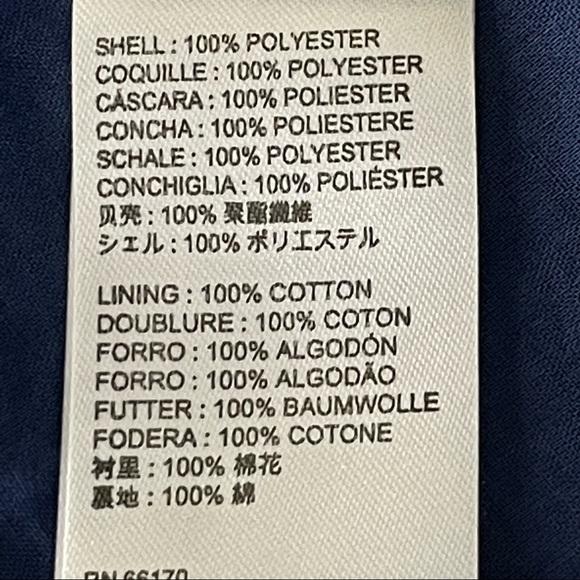 SHELL : 100% POLYESTER
COQUILLE : 100% POLYESTER
CÁSCARA : 100% POLIESTER
CONCHA : 100% POLIESTERE
SCHALE : 100% POLYESTER
CONCHIGLIA : 100% POLIÉSTER
贝壳 : 100% 聚酯纖維
シェル : 100% ポリエステル
LINING : 100% COTTON
DOUBLURE : 100% COTON
FORRO : 100% ALGODÓN
FORRO : 100% ALGODÃO
FUTTER : 100% BAUMWOLLE
FODERA : 100% COTONE
衬里 : 100% 棉花
裏地 : 100% 綿
RN 66170